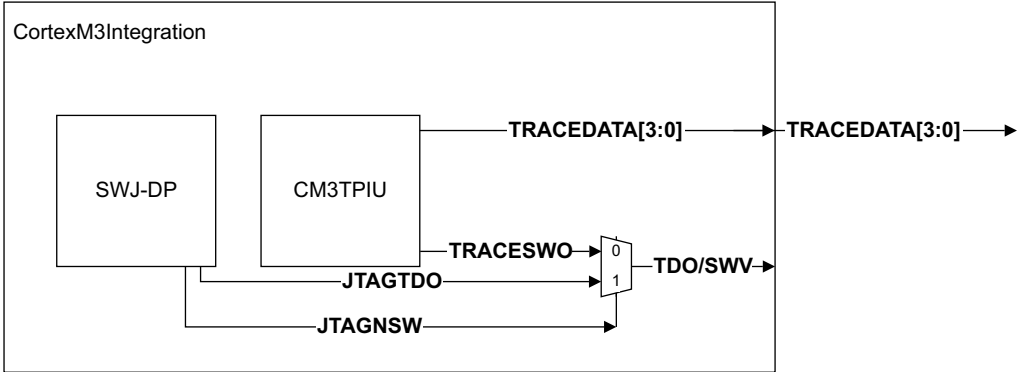 CortexM3Integration
TRACEDATA[3:0]
TRACEDATA[3:0]
SWJ-DP
CM3TPIU
TRACESWO
0
TDO/SWV
JTAGTDO
1
JTAGNSW